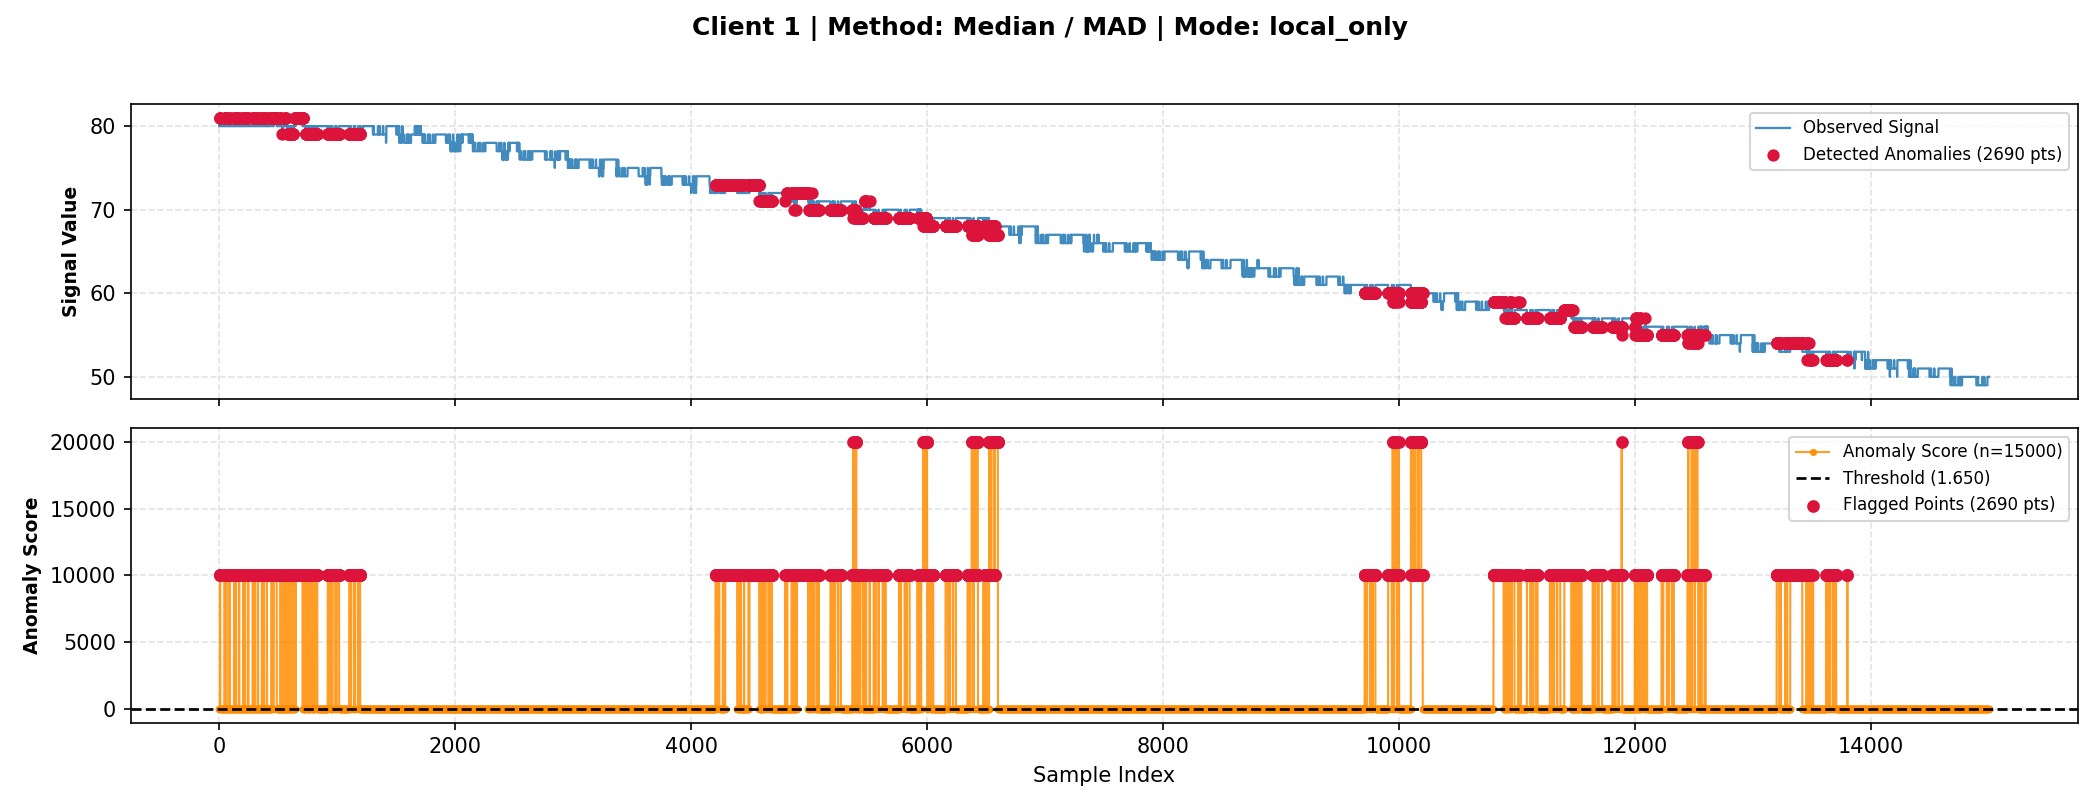 Client 1 | Method: Median / MAD | Mode: local_only
Signal Value
80
70
60
50
Observed Signal
Detected Anomalies (2690 pts)
Anomaly Score
20000
15000
10000
5000
0
Anomaly Score (n=15000)
Threshold (1.650)
Flagged Points (2690 pts)
0 2000 4000 6000 8000 10000 12000 14000
Sample Index